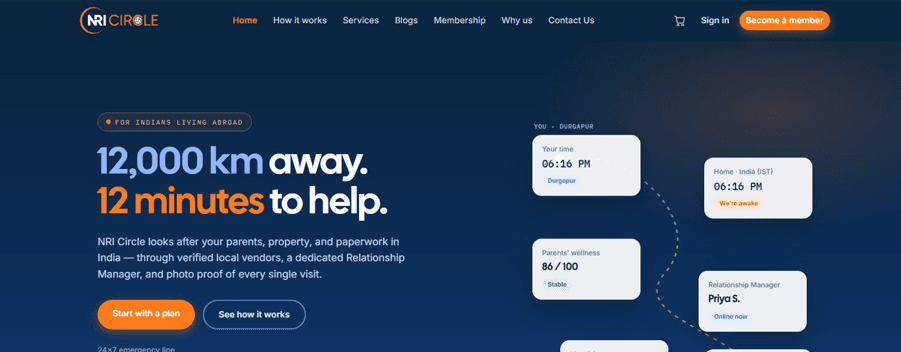 NRI CIRCLE
Home
How it works
Services
Blogs
Membership
Why us
Contact Us
Sign in
Become a member
FOR INDIANS LIVING ABROAD
12,000 km away.
12 minutes to help.
NRI Circle looks after your parents, property, and paperwork in
India — through verified local vendors, a dedicated Relationship
Manager, and photo proof of every single visit.
Start with a plan
See how it works
24×7 emergency line
YOU · DURGAPUR
Your time
06:16 PM
Durgapur
Home · India (IST)
06:16 PM
We're awake
Parents' wellness
86 / 100
Stable
Relationship Manager
Priya S.
Online now